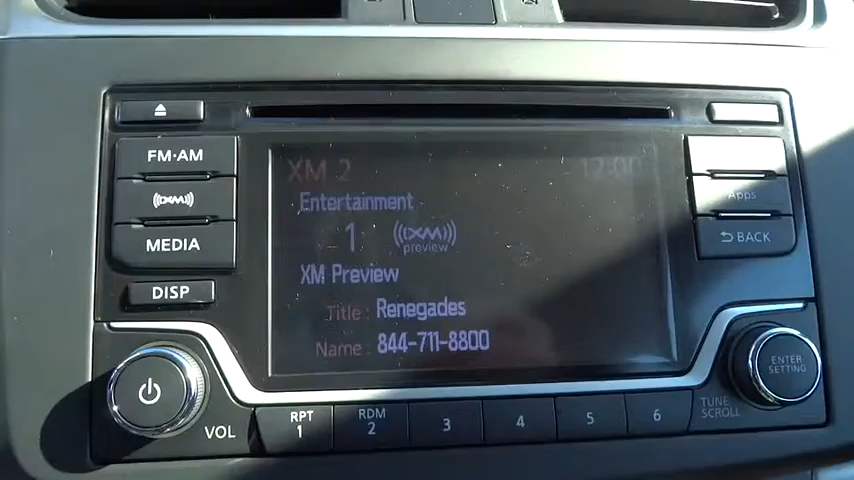 FM·AM
XM
MEDIA
DISP
VOL
XM 2
12:00
Entertainment
1
XM
preview
XM Preview
Title : Renegades
Name : 844-711-8800
Apps
BACK
ENTER
SETTING
TUNE
SCROLL
RPT
1
RDM
2
3
4
5
6